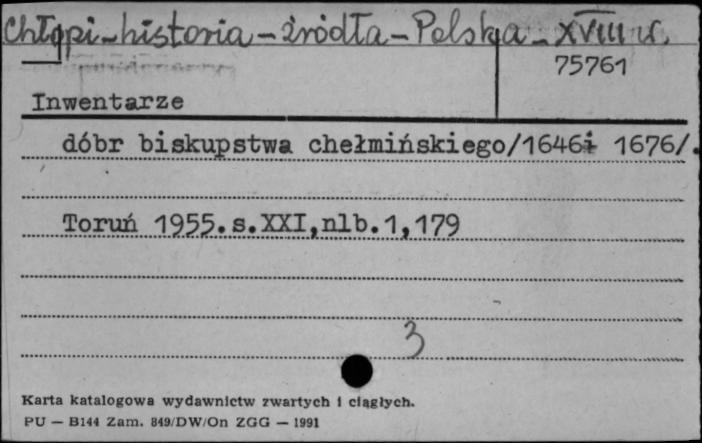 Chłopi – historia – źródła – Polska – XVIII w.
75761
Inwentarze
dóbr biskupstwa chełmińskiego/1646i 1676/.
Toruń 1955.s.XXI,nlb.1,179
3
Karta katalogowa wydawnictw zwartych i ciągłych.
PU — B144 Zam. 849/DW/On ZGG — 1991